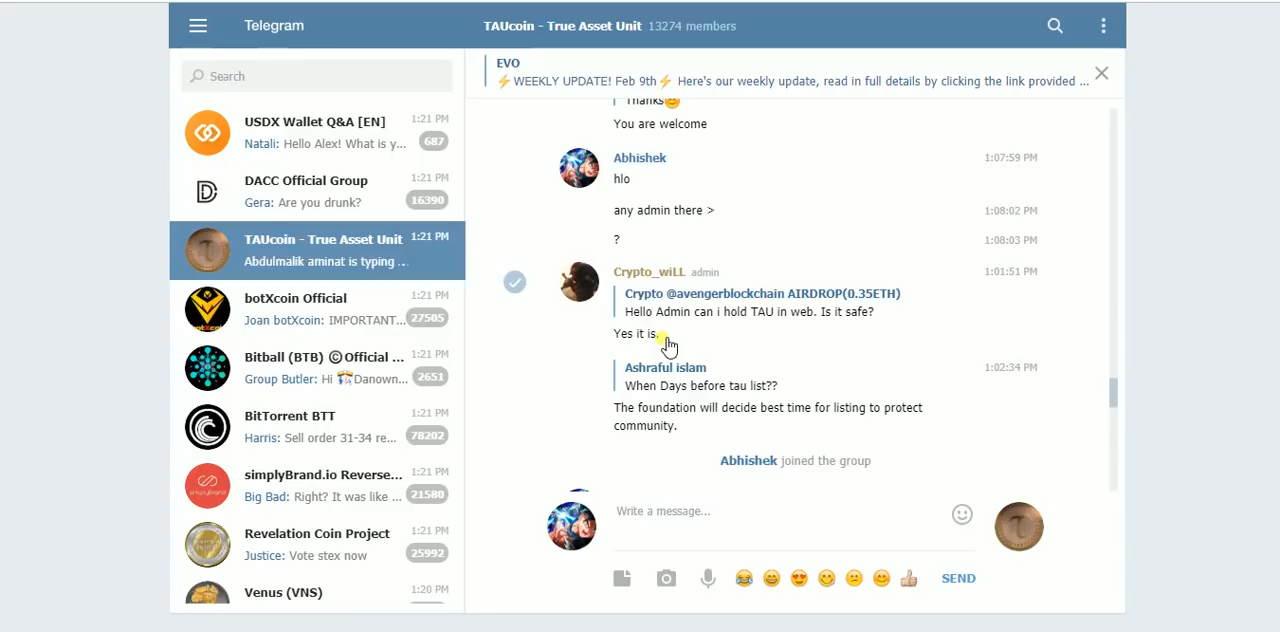 Telegram
TAUcoin - True Asset Unit 13274 members
Search
USDX Wallet Q&A [EN] 1:21 PM
Natali: Hello Alex! What is y... 687
DACC Official Group 1:21 PM
Gera: Are you drunk? 16390
TAUcoin - True Asset Unit 1:21 PM
Abdulmalik aminat is typing ...
botXcoin Official 1:21 PM
Joan botXcoin: IMPORTANT... 27505
Bitball (BTB) ©Official ... 1:21 PM
Group Butler: Hi Danown... 2651
BitTorrent BTT 1:21 PM
Harris: Sell order 31-34 re... 78202
simplyBrand.io Reverse... 1:21 PM
Big Bad: Right? It was like ... 21580
Revelation Coin Project 1:21 PM
Justice: Vote stex now 25992
Venus (VNS) 1:20 PM
EVO
⚡WEEKLY UPDATE! Feb 9th⚡ Here's our weekly update, read in full details by clicking the link provided ...
Thanks😊
You are welcome
Abhishek 1:07:59 PM
hlo
any admin there > 1:08:02 PM
? 1:08:03 PM
Crypto_wiLL admin 1:01:51 PM
Crypto @avengerblockchain AIRDROP(0.35ETH)
Hello Admin can i hold TAU in web. Is it safe?
Yes it is.
Ashraful islam 1:02:34 PM
When Days before tau list??
The foundation will decide best time for listing to protect
community.
Abhishek joined the group
Write a message...
SEND